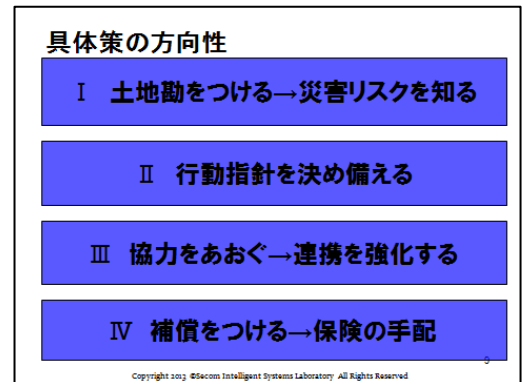 具体策の方向性
Ⅰ 土地勘をつける→災害リスクを知る
Ⅱ 行動指針を決め備える
Ⅲ 協力をあおぐ→連携を強化する
Ⅳ 補償をつける→保険の手配
9
Copyright 2013 ©Secom Intelligent Systems Laboratory All Rights Reserved